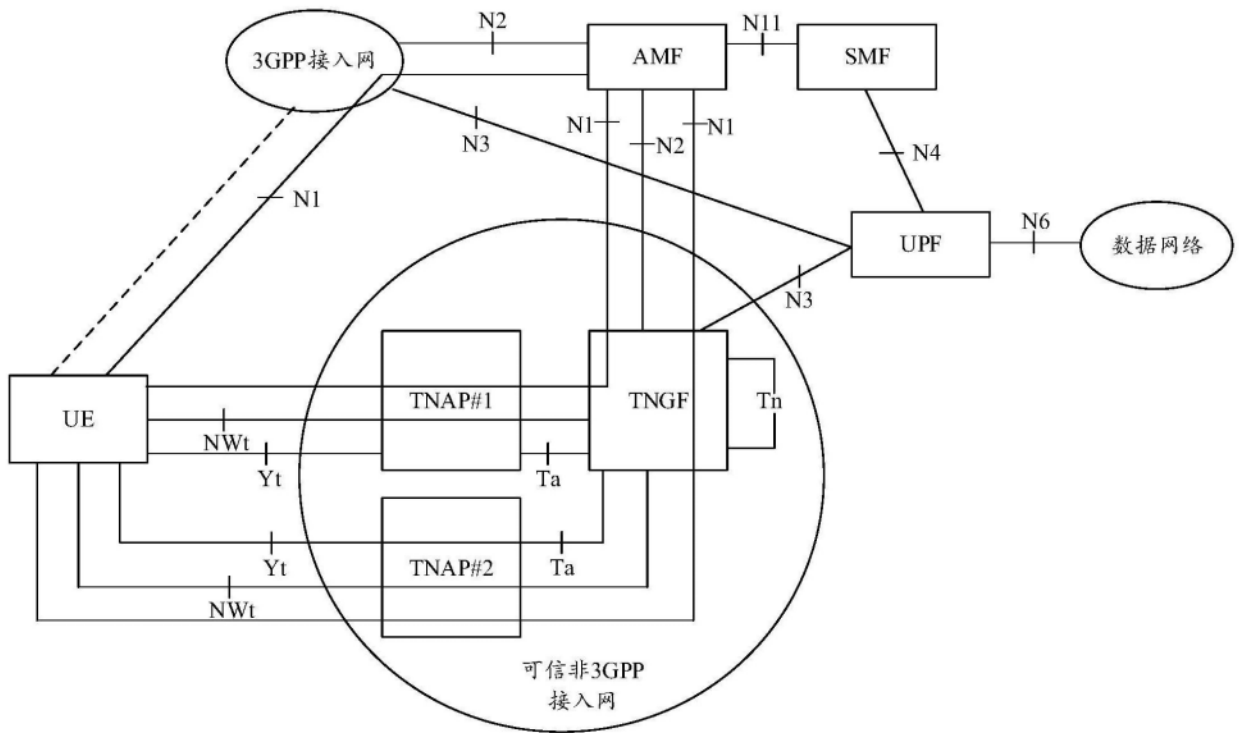 N2
N11
3GPP接入网
AMF
SMF
N1
N1
N3
N2
N4
N1
N6
UPF
数据网络
N3
TNAP#1
TNGF
Tn
UE
NWt
Yt
Ta
Yt
TNAP#2
Ta
NWt
可信非3GPP
接入网